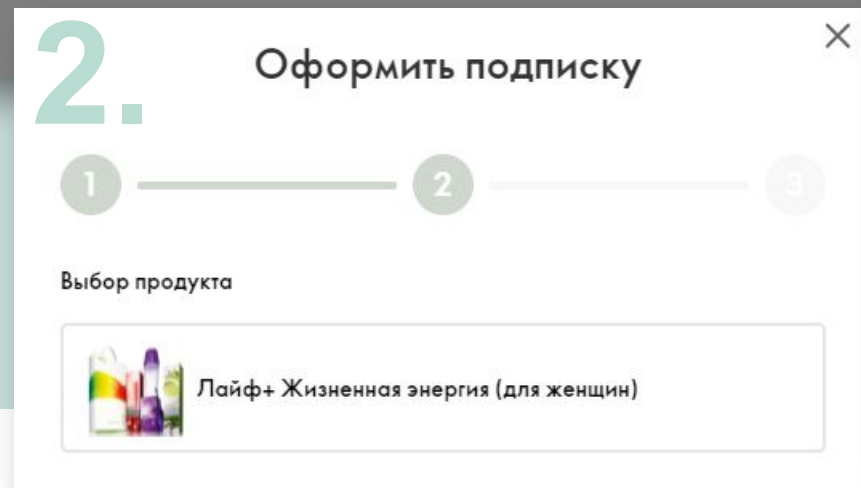 2.
Оформить подписку
1 2 3
Выбор продукта
Лайф+ Жизненная энергия (для женщин)